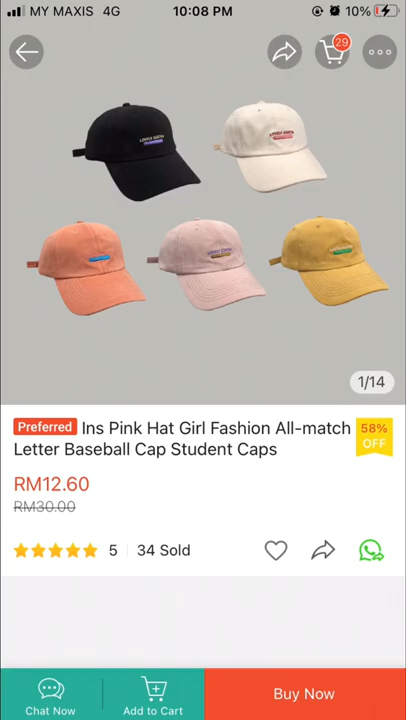 MY MAXIS 4G 10:08 PM 10%
29
1/14
Preferred Ins Pink Hat Girl Fashion All-match
Letter Baseball Cap Student Caps
58%
OFF
RM12.60
RM30.00
5 34 Sold
Chat Now Add to Cart Buy Now